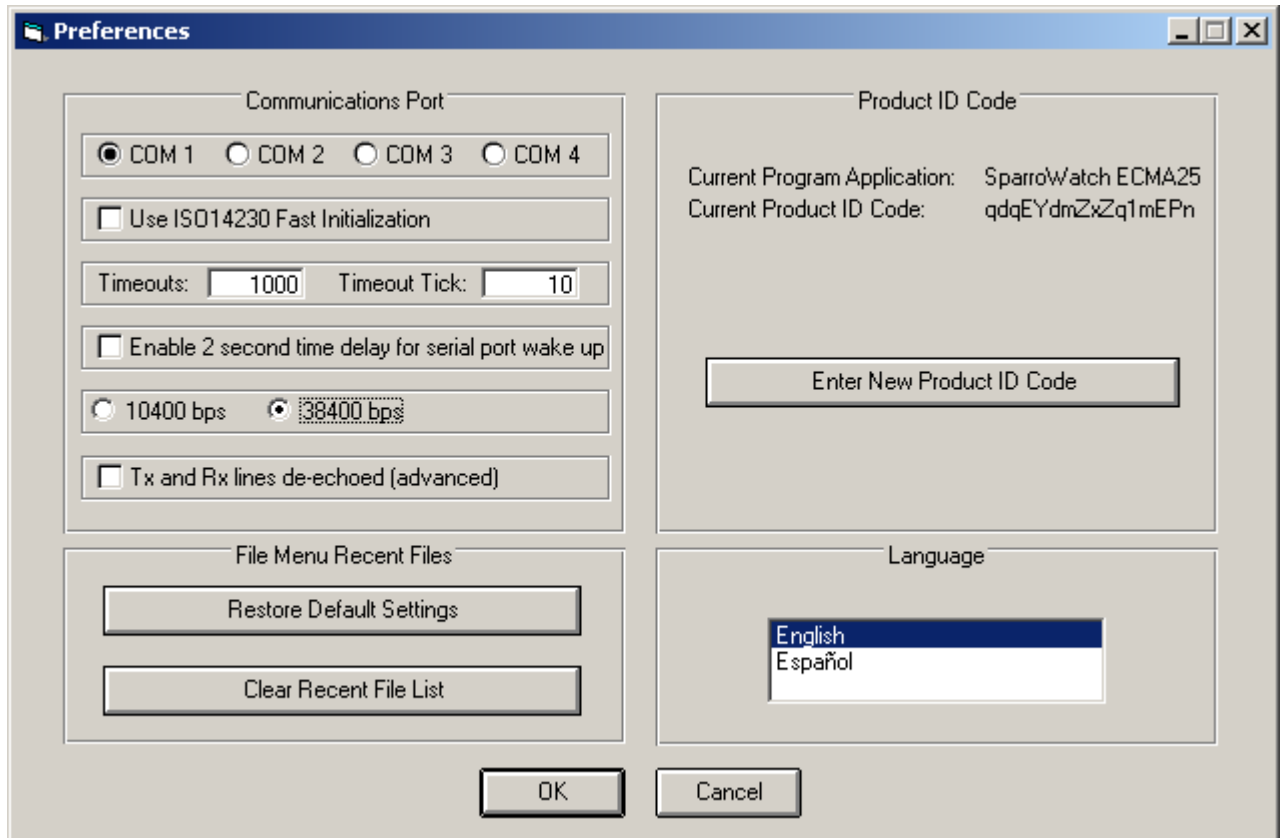 Preferences
Communications Port
COM 1 COM 2 COM 3 COM 4
Use ISO14230 Fast Initialization
Timeouts: 1000 Timeout Tick: 10
Enable 2 second time delay for serial port wake up
10400 bps 38400 bps
Tx and Rx lines de-echoed (advanced)
Product ID Code
Current Program Application: SparroWatch ECMA25
Current Product ID Code: qdqEYdmZxZq1mEPn
Enter New Product ID Code
File Menu Recent Files
Restore Default Settings
Clear Recent File List
Language
English
Español
OK Cancel